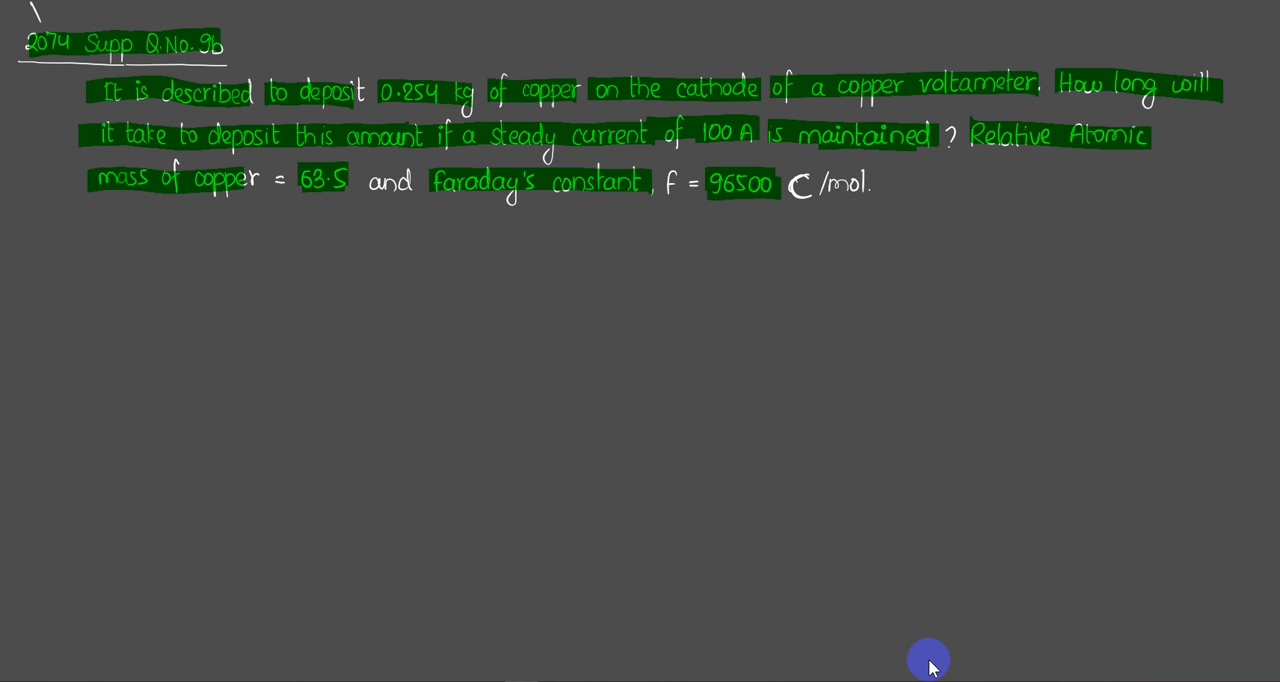 2074 Supp Q.No. 9b
It is described to deposit 0.254 kg of copper on the cathode of a copper voltameter. How long will
it take to deposit this amount if a steady current of 100 A is maintained ? Relative Atomic
mass of copper = 63.5 and faraday's constant, f = 96500 C /mol.